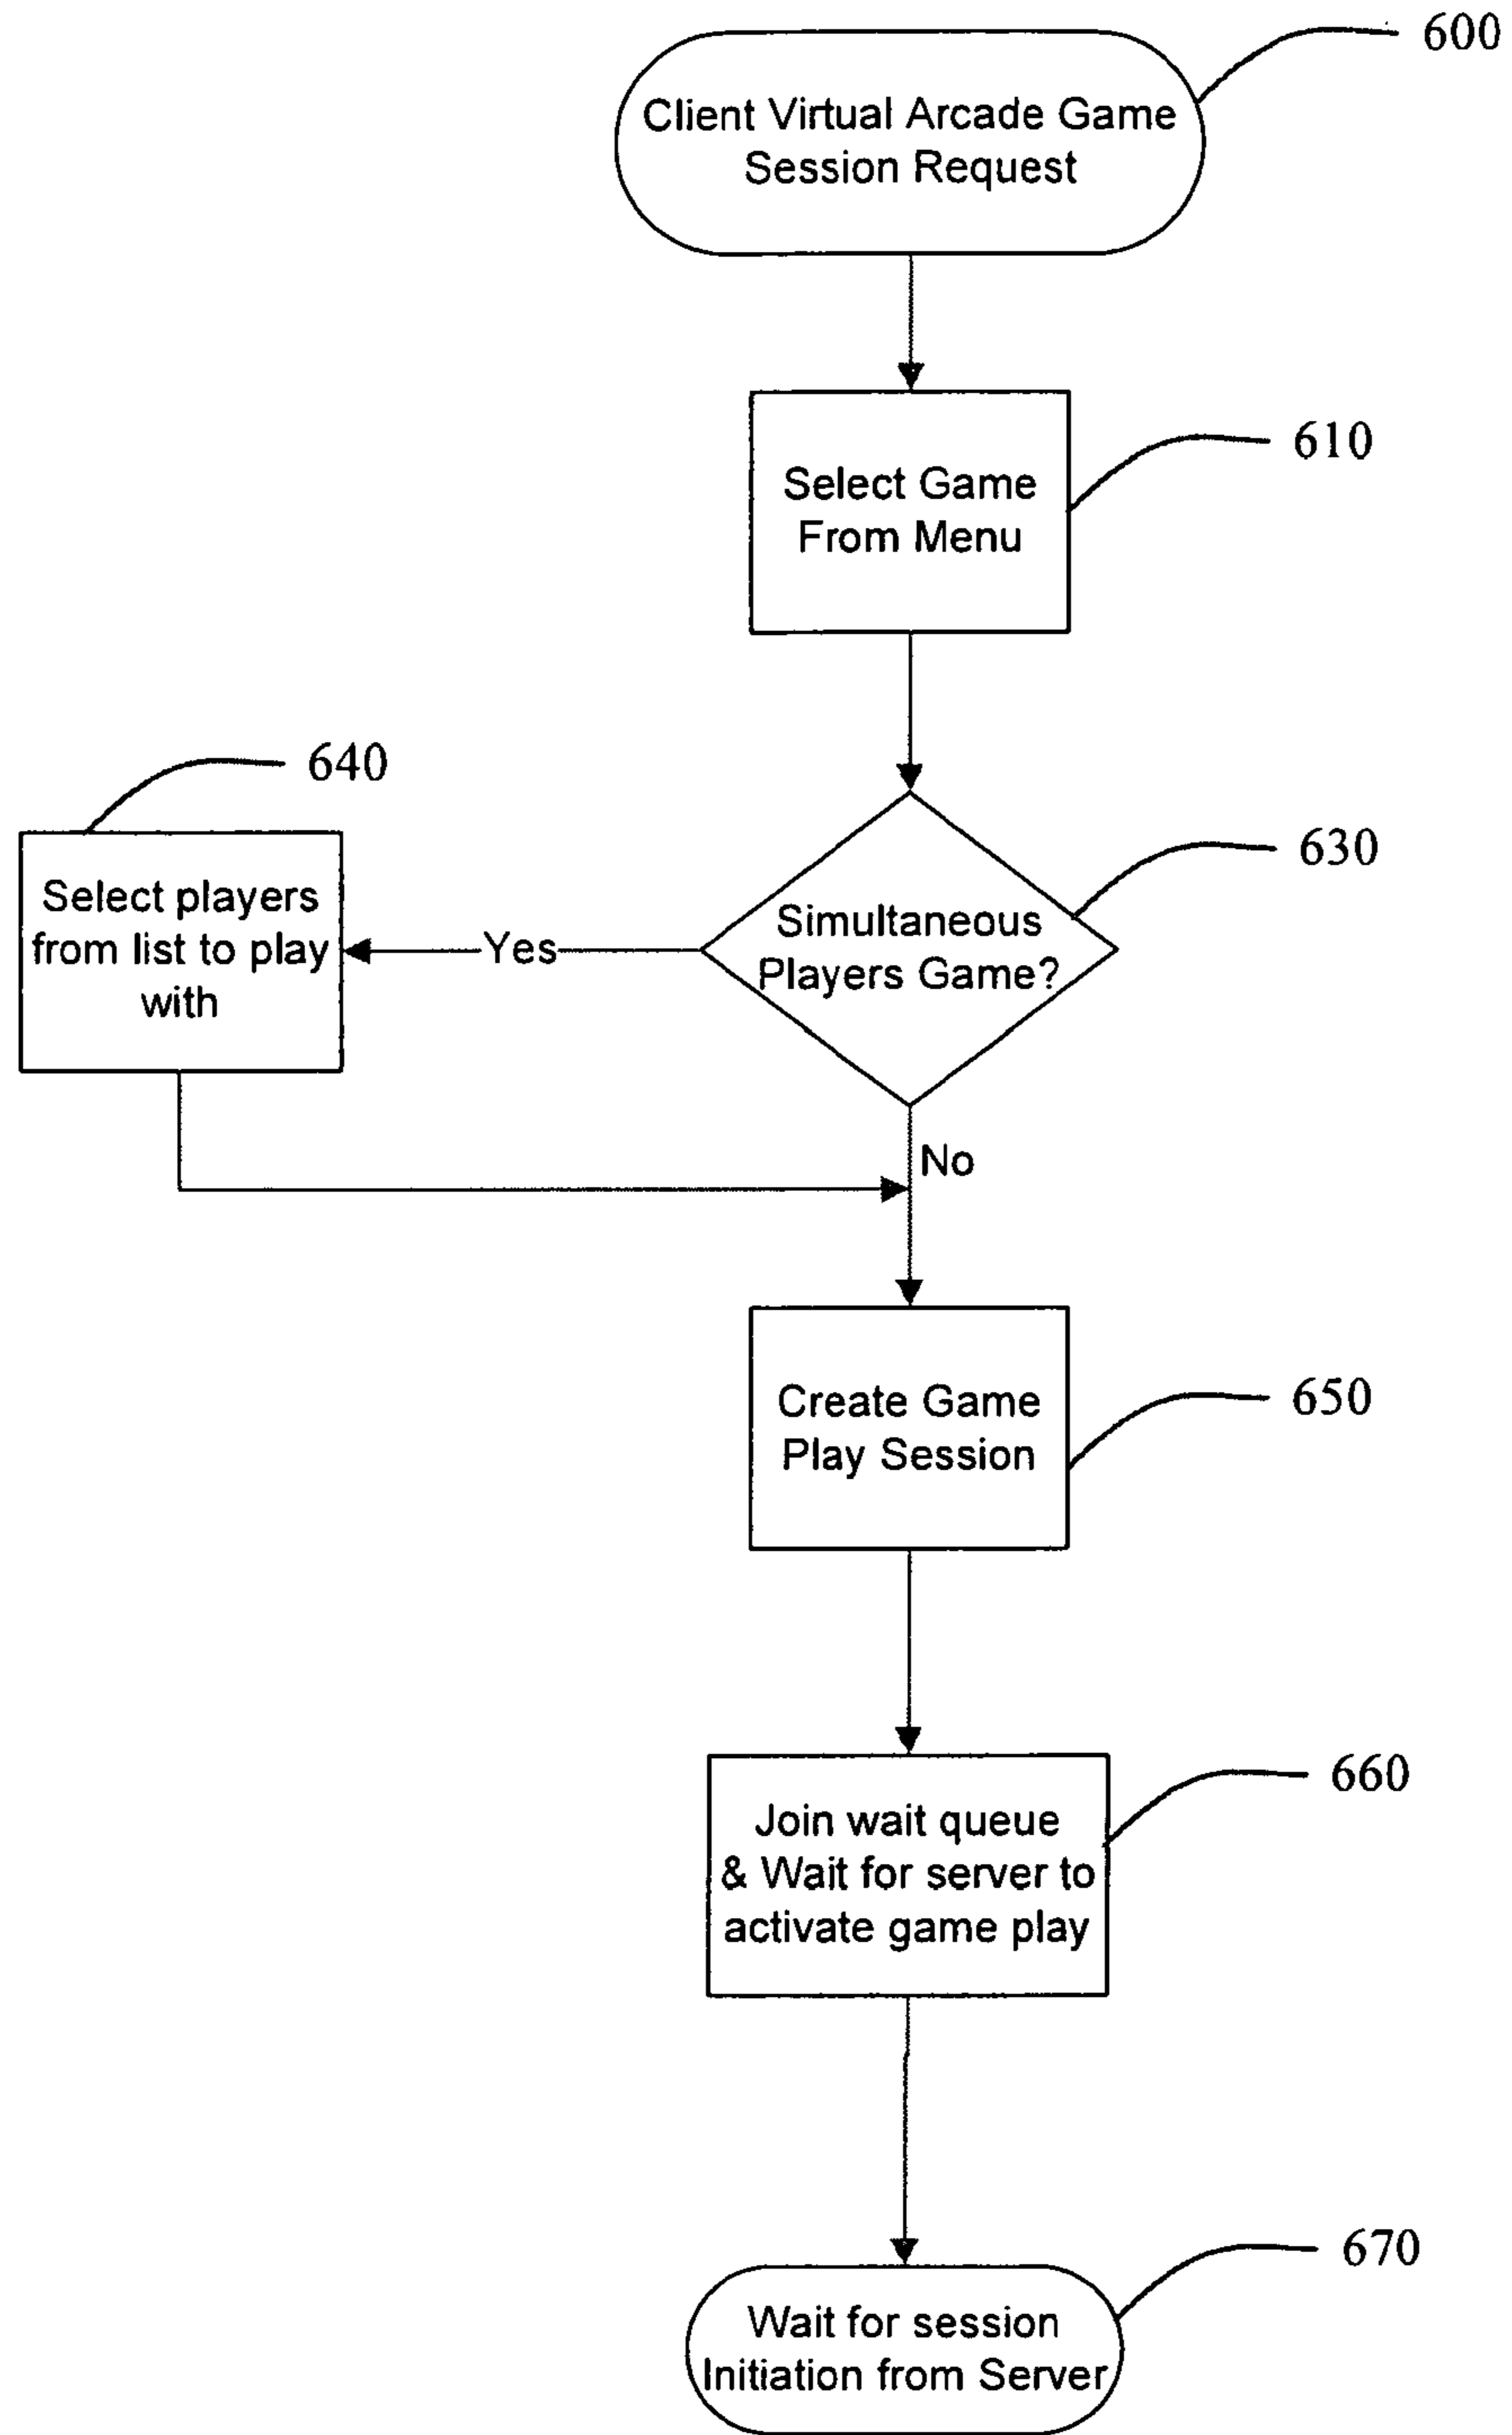 600
Client Virtual Arcade Game
Session Request
610
Select Game
From Menu
640
630
Select players
from list to play
with
Yes
Simultaneous
Players Game?
No
650
Create Game
Play Session
660
Join wait queue
& Wait for server to
activate game play
670
Wait for session
Initiation from Server